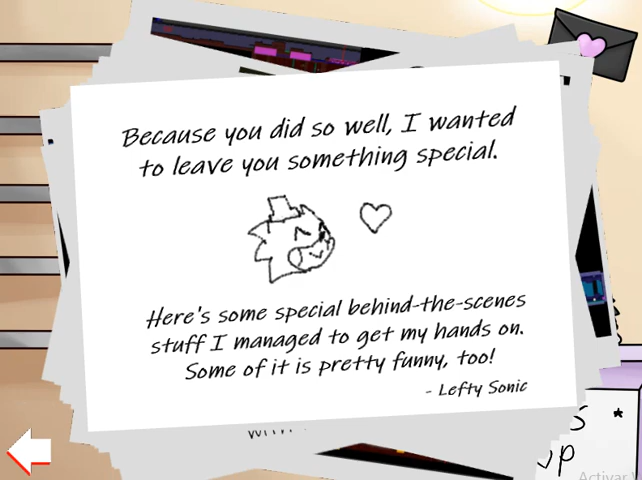 Because you did so well, I wanted
to leave you something special.
Here's some special behind-the-scenes
stuff I managed to get my hands on.
Some of it is pretty funny, too!
- Lefty Sonic
Activar